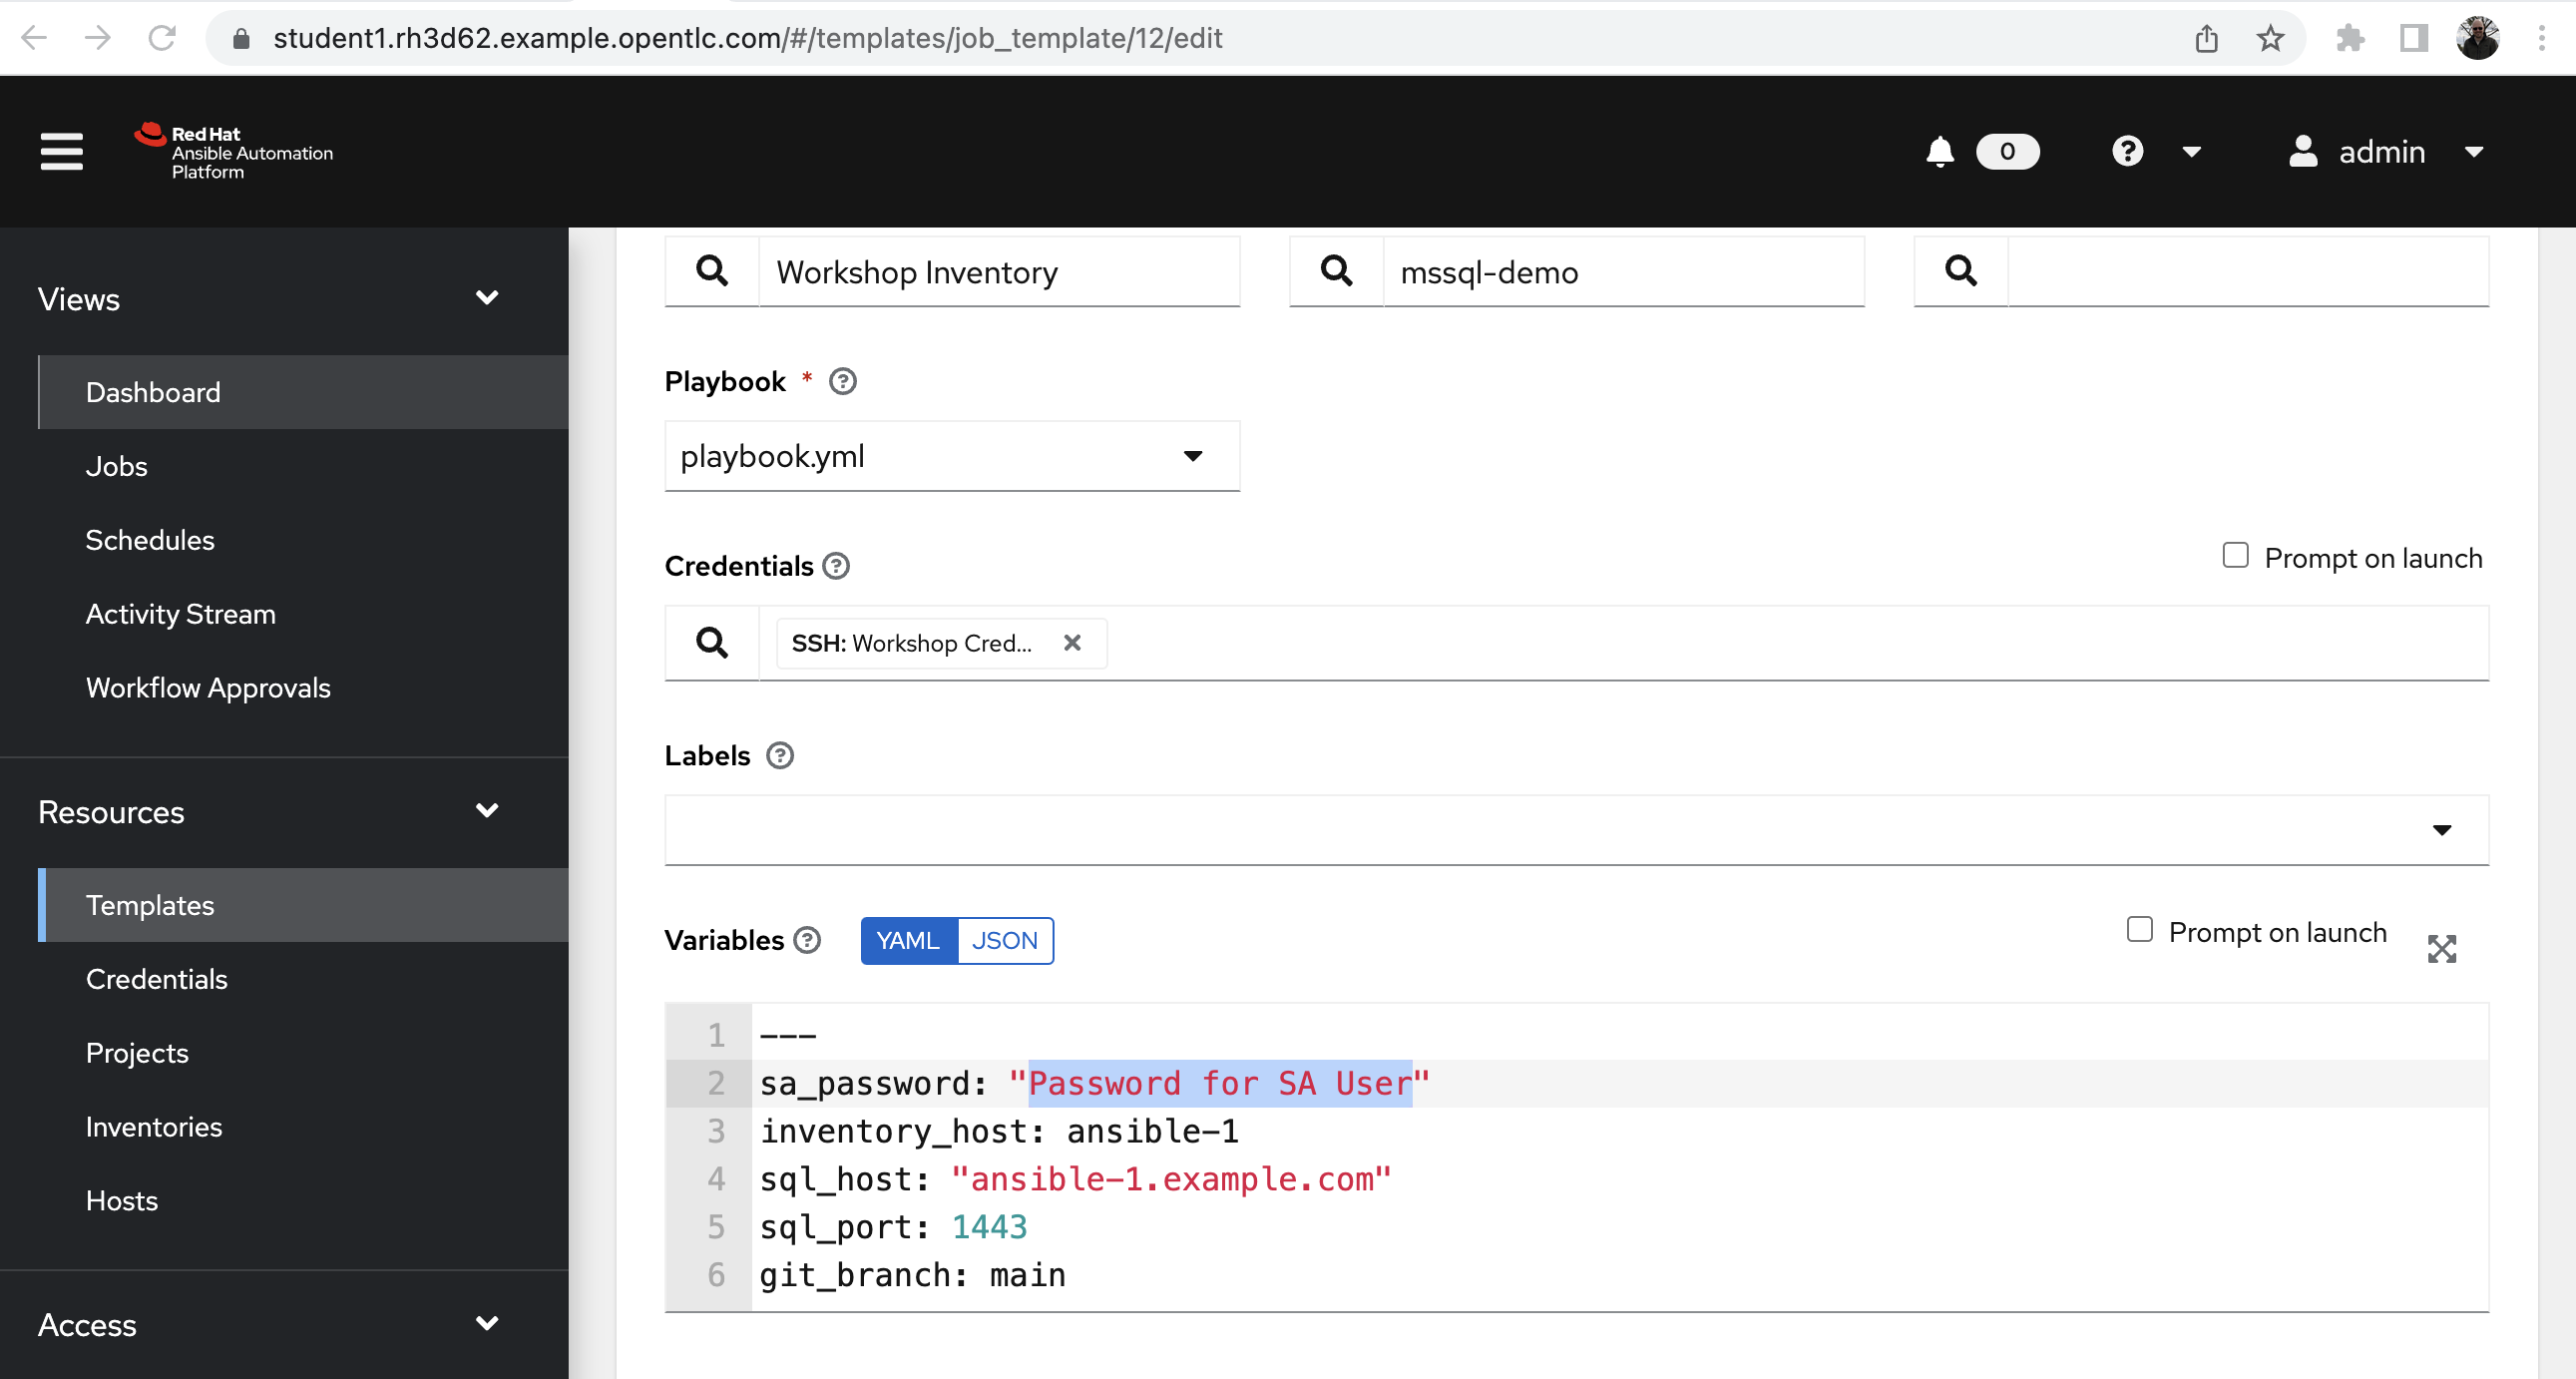 student1.rh3d62.example.opentlc.com/#/templates/job_template/12/edit
Red Hat
Ansible Automation
Platform
0
admin
Views
Dashboard
Jobs
Schedules
Activity Stream
Workflow Approvals
Resources
Templates
Credentials
Projects
Inventories
Hosts
Access
Workshop Inventory
mssql-demo
Playbook *
playbook.yml
Credentials
Prompt on launch
SSH: Workshop Cred...
Labels
Variables YAML JSON
Prompt on launch
1 ---
2 sa_password: "Password for SA User"
3 inventory_host: ansible-1
4 sql_host: "ansible-1.example.com"
5 sql_port: 1443
6 git_branch: main